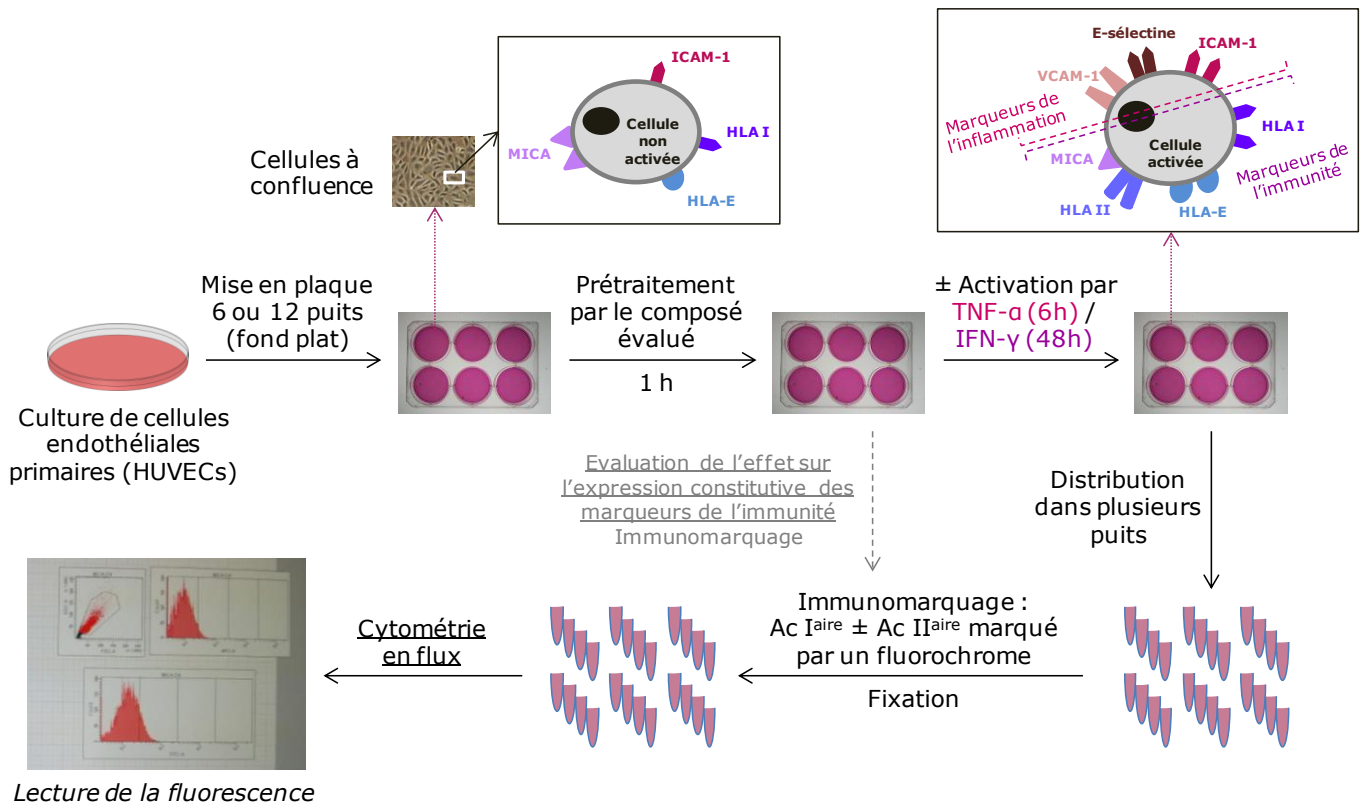 ICAM-1
Cellule
non
activée
MICA
HLA I
HLA-E
E-sélectine
ICAM-1
VCAM-1
Marqueurs de
l’inflammation
Cellule
activée
HLA I
MICA
Marqueurs de
l’immunité
HLA II
HLA-E
Cellules à
confluence
Mise en plaque
6 ou 12 puits
(fond plat)
Prétraitement
par le composé
évalué
1 h
± Activation par
TNF-α (6h) /
IFN-γ (48h)
Culture de cellules
endothéliales
primaires (HUVECs)
Evaluation de l’effet sur
l’expression constitutive des
marqueurs de l’immunité
Immunomarquage
Distribution
dans plusieurs
puits
Immunomarquage :
Ac Iaire ± Ac IIaire marqué
par un fluorochrome
Fixation
Cytométrie
en flux
Lecture de la fluorescence